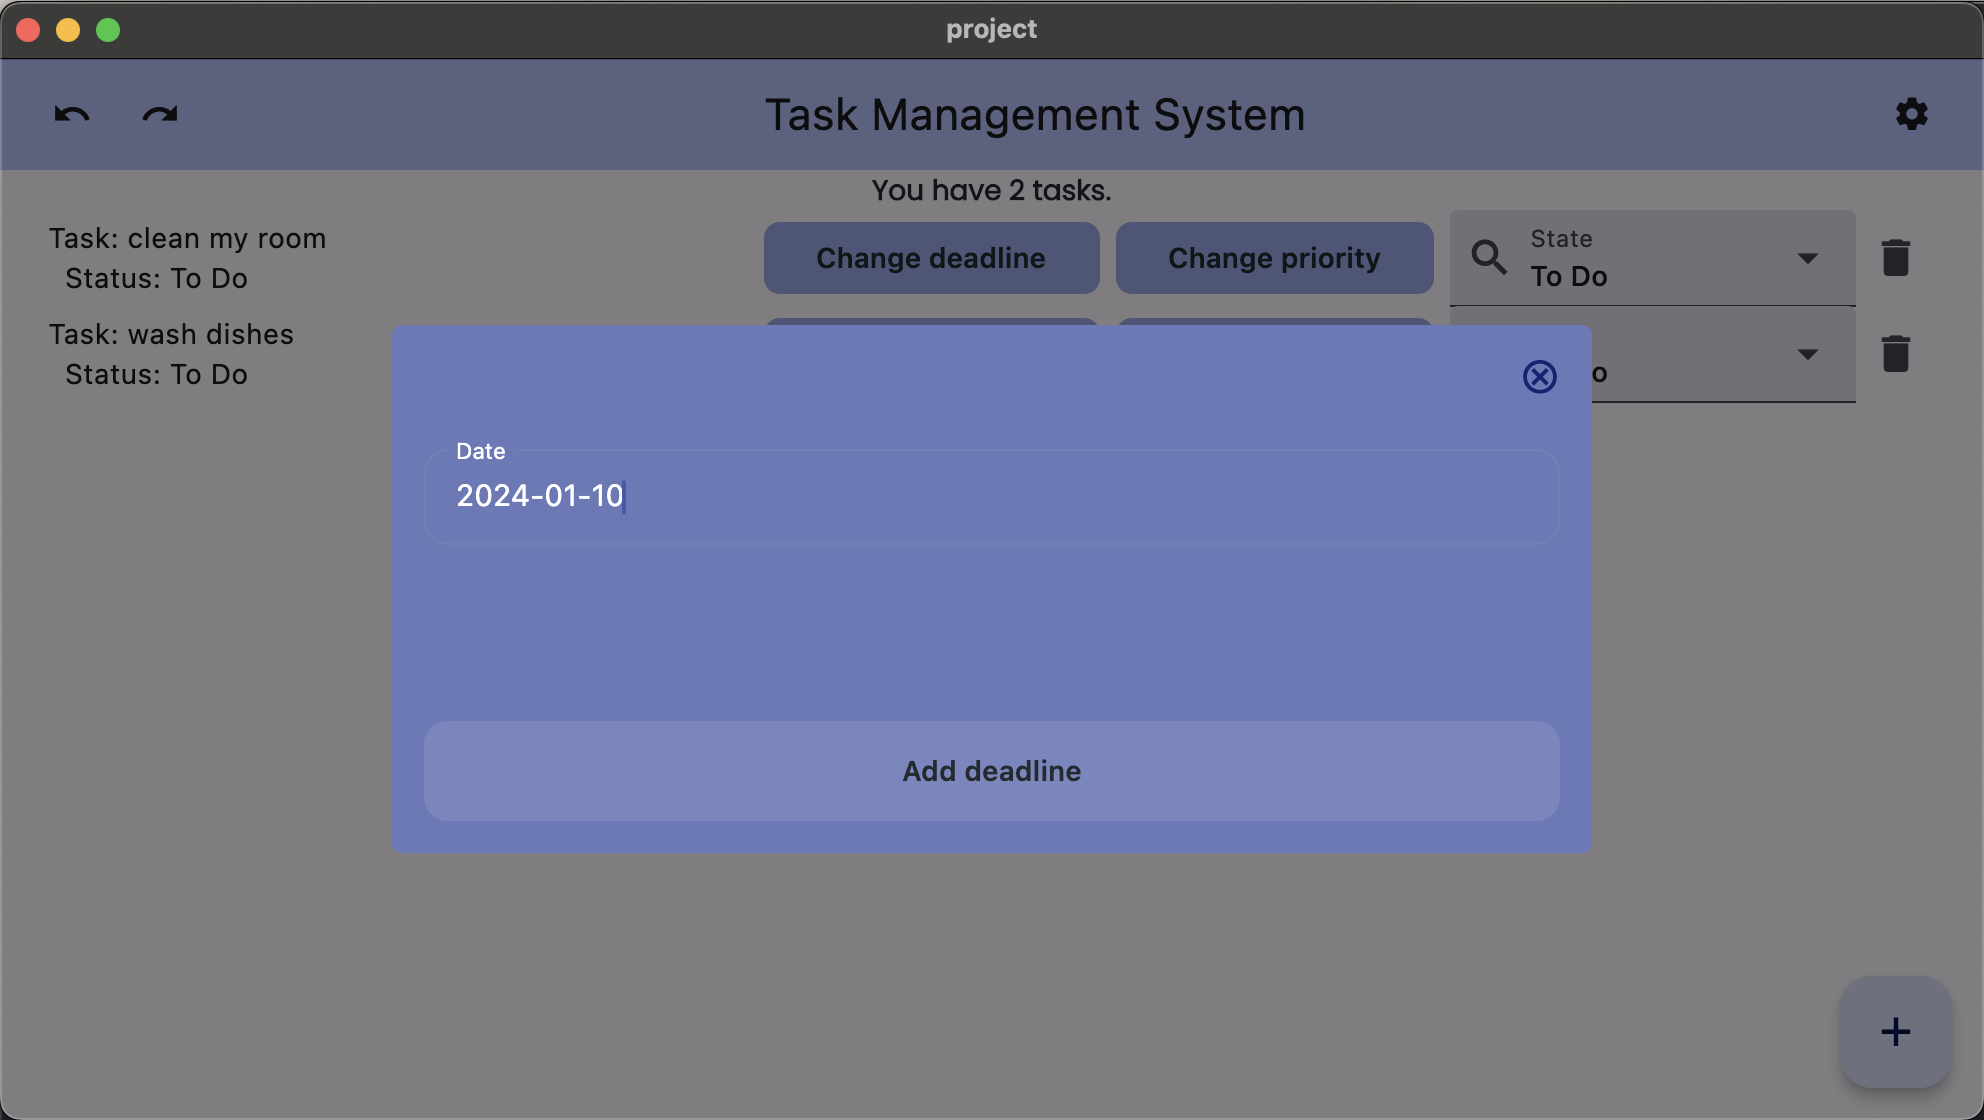 project
Task Management System
You have 2 tasks.
Task: clean my room
Status: To Do
Change deadline
Change priority
State
To Do
Task: wash dishes
Status: To Do
o
Date
2024-01-10
Add deadline